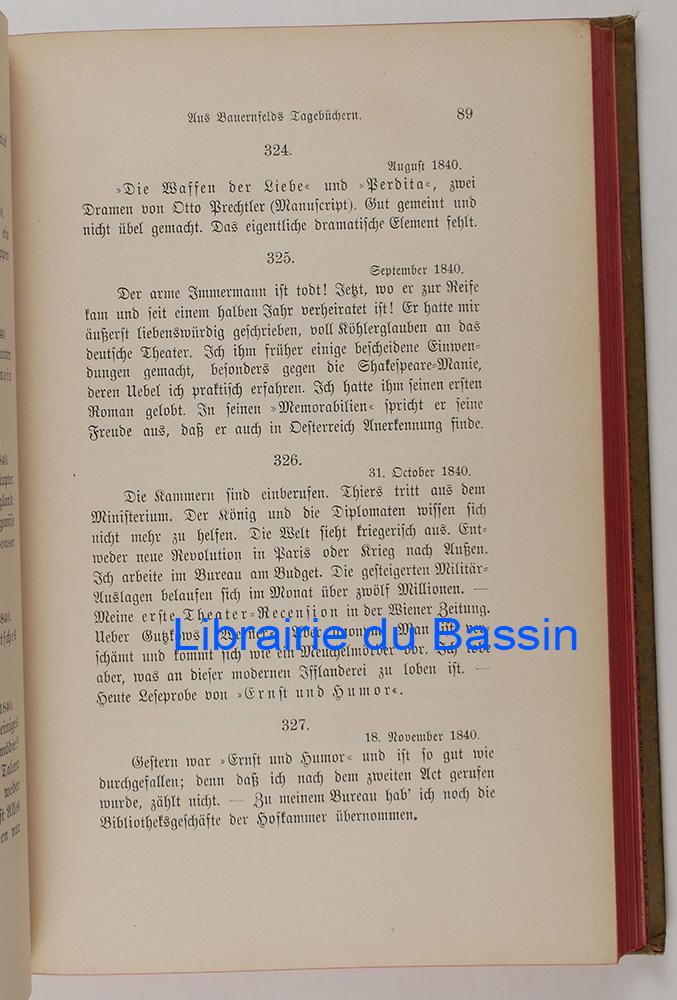 Aus Bauernfelds Tagebüchern. 89
324.
August 1840.
»Die Waffen der Liebe« und »Perdita«, zwei
Dramen von Otto Prechtler (Manuscript). Gut gemeint und
nicht übel gemacht. Das eigentliche dramatische Element fehlt.
325.
September 1840.
Der arme Immermann ist todt! Jetzt, wo er zur Reife
kam und seit einem halben Jahr verheiratet ist! Er hatte mir
äußerst liebenswürdig geschrieben, voll Köhlerglauben an das
deutsche Theater. Ich ihm früher einige bescheidene Einwen-
dungen gemacht, besonders gegen die Shakespeare-Manie,
deren Uebel ich praktisch erfahren. Ich hatte ihm seinen ersten
Roman gelobt. In seinen »Memorabilien« spricht er seine
Freude aus, daß er auch in Oesterreich Anerkennung finde.
326.
31. October 1840.
Die Kammern sind einberufen. Thiers tritt aus dem
Ministerium. Der König und die Diplomaten wissen sich
nicht mehr zu helfen. Die Welt sieht kriegerisch aus. Ent-
weder neue Revolution in Paris oder Krieg nach Außen.
Ich arbeite im Bureau am Budget. Die gesteigerten Militär-
Auslagen belaufen sich im Monat über zwölf Millionen. —
Meine erste Theater-Recension in der Wiener Zeitung.
Ueber Gutzkows
Librairie du Bassin
schämt und kommt sich wie ein Meuchelmörder vor. Ich lobe
aber, was an dieser modernen Ifflanderei zu loben ist. —
Heute Leseprobe von »Ernst und Humor«.
327.
18. November 1840.
Gestern war »Ernst und Humor« und ist so gut wie
durchgefallen; denn daß ich nach dem zweiten Act gerufen
wurde, zählt nicht. — Zu meinem Bureau hab' ich noch die
Bibliotheksgeschäfte der Hofkammer übernommen.